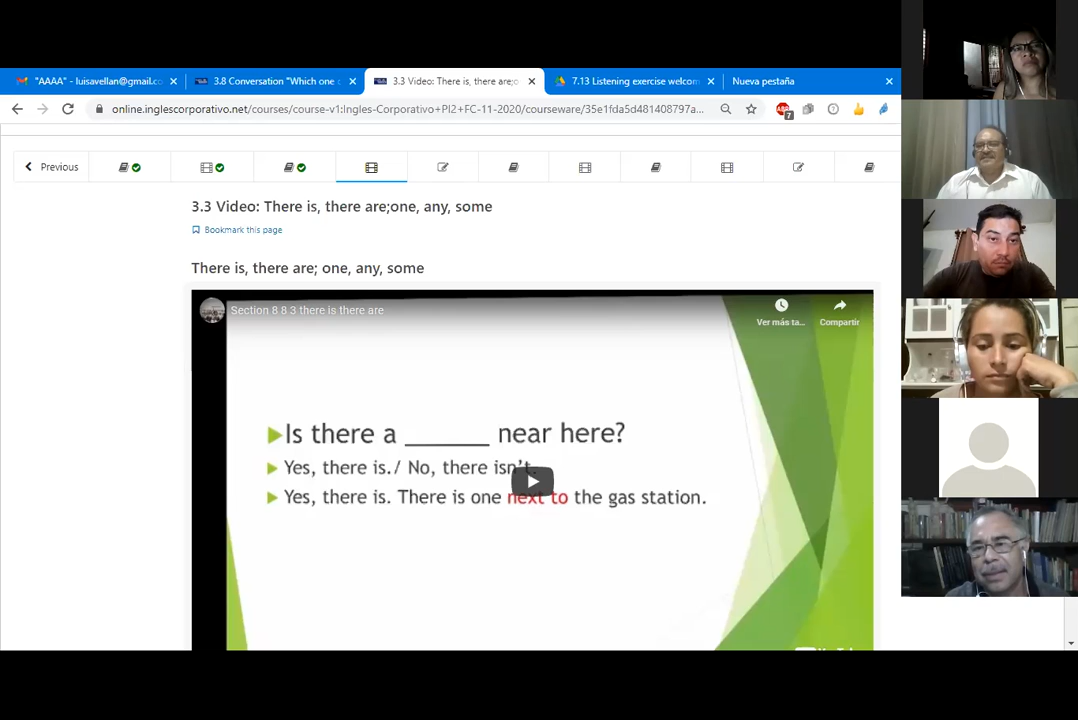 "AAAA" - luisavellan@gmail.co
3.8 Conversation "Which one
3.3 Video: There is, there are;o
7.13 Listening exercise welcom
Nueva pestaña
online.inglescorporativo.net/courses/course-v1:Ingles-Corporativo+PI2+FC-11-2020/courseware/35e1fda5d481408797a...
7
Previous
3.3 Video: There is, there are;one, any, some
Bookmark this page
There is, there are; one, any, some
Section 8 8 3 there is there are
Ver más ta...
Compartir
Is there a ______ near here?
Yes, there is./ No, there isn't.
Yes, there is. There is one next to the gas station.